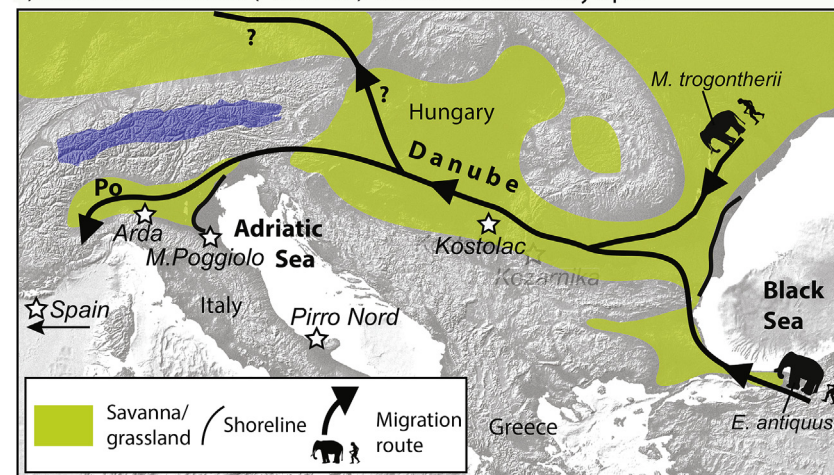 ?
M. trogontherii
?
Hungary
Danube
Po
Arda
M.Poggiolo
Adriatic
Sea
Kostolac
Kozarnika
Black
Sea
Spain
Italy
Pirro Nord
Savanna/
grassland
Shoreline
Migration
route
Greece
E. antiquus